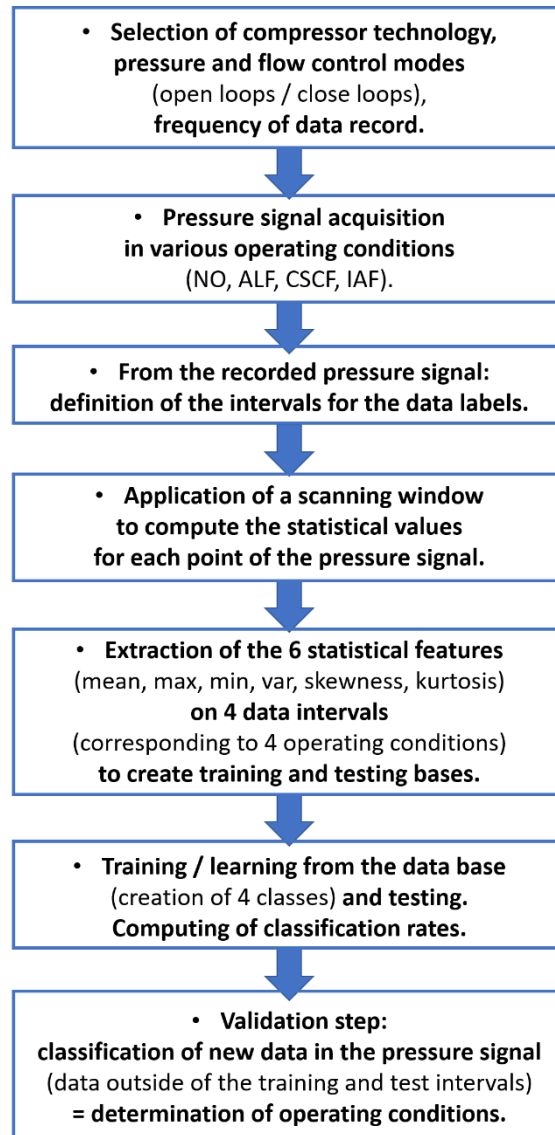 • Selection of compressor technology,
pressure and flow control modes
(open loops / close loops),
frequency of data record.
• Pressure signal acquisition
in various operating conditions
(NO, ALF, CSCF, IAF).
• From the recorded pressure signal:
definition of the intervals for the data labels.
• Application of a scanning window
to compute the statistical values
for each point of the pressure signal.
• Extraction of the 6 statistical features
(mean, max, min, var, skewness, kurtosis)
on 4 data intervals
(corresponding to 4 operating conditions)
to create training and testing bases.
• Training / learning from the data base
(creation of 4 classes) and testing.
Computing of classification rates.
• Validation step:
classification of new data in the pressure signal
(data outside of the training and test intervals)
= determination of operating conditions.